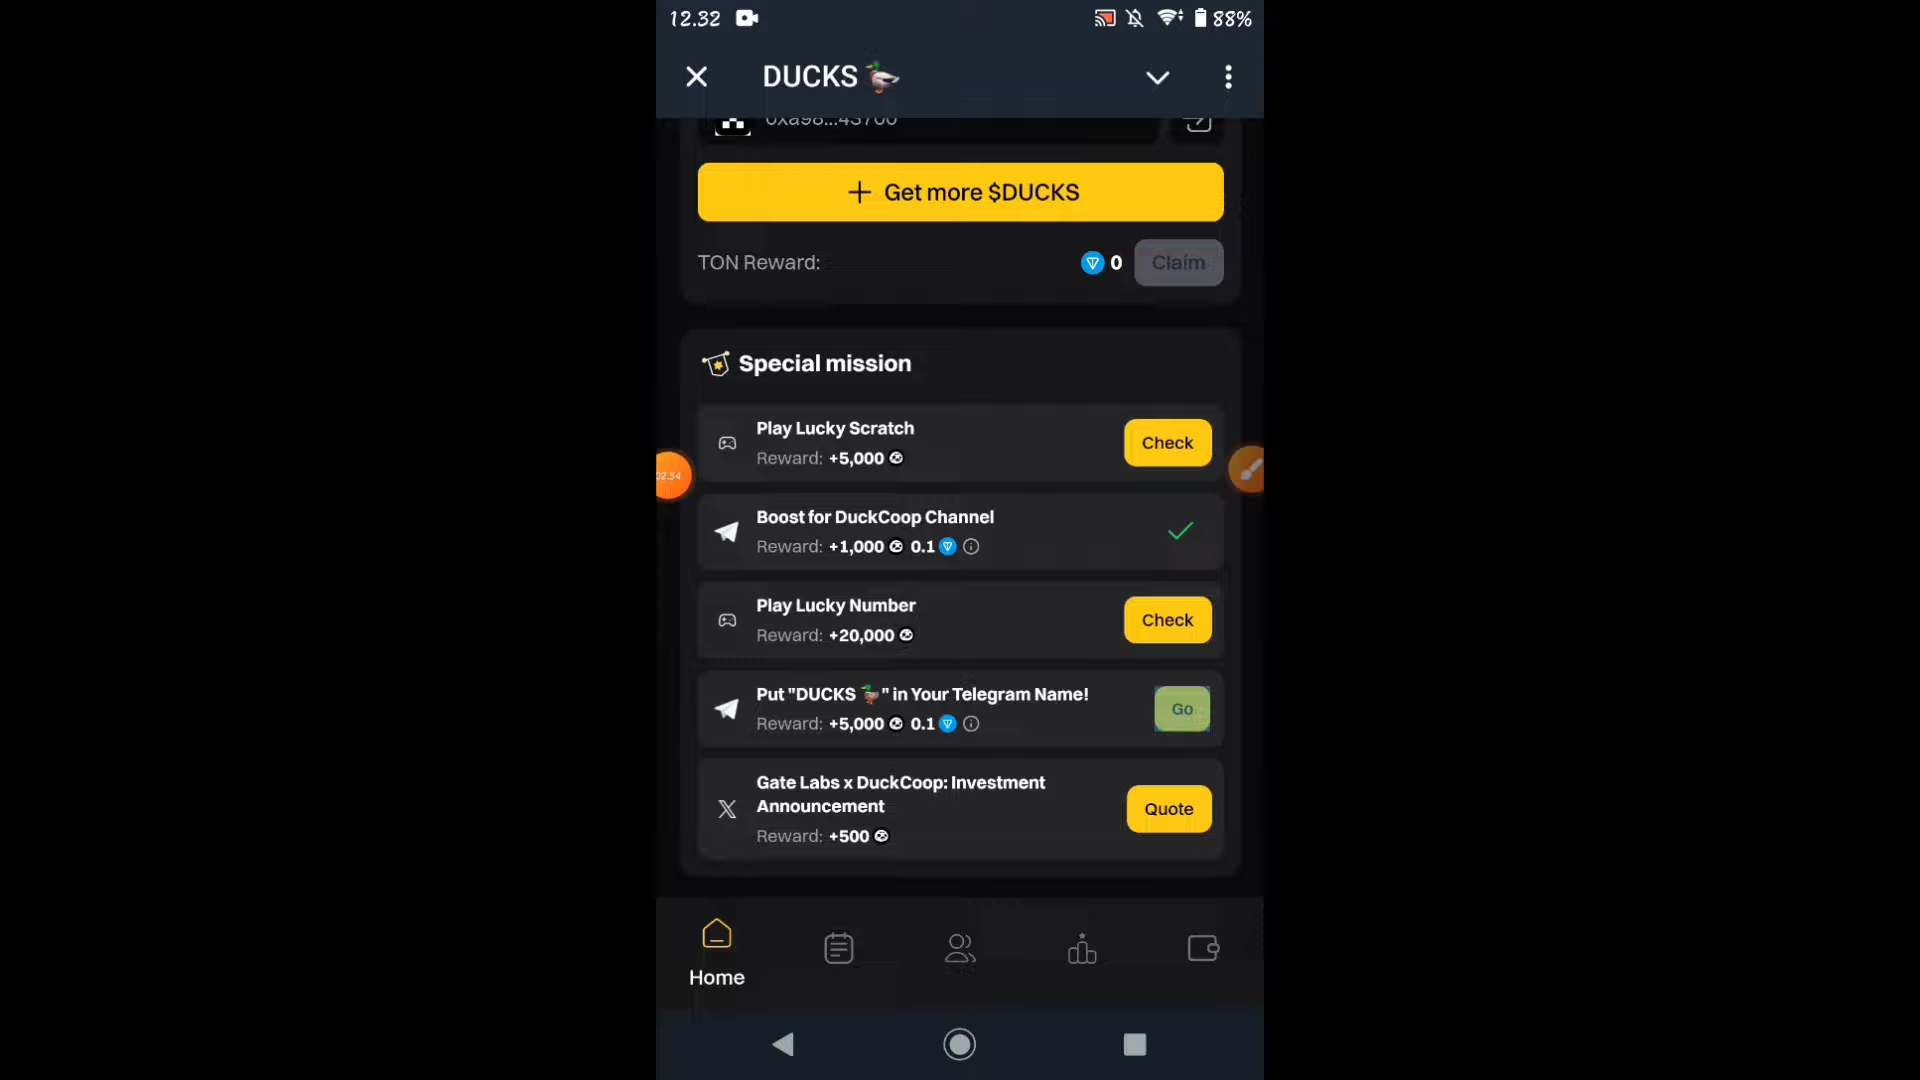 12.32
88%
DUCKS 🦆
0xa98...43700
+ Get more $DUCKS
TON Reward:
0
Claim
Special mission
Play Lucky Scratch
Reward: +5,000
Check
02:54
Boost for DuckCoop Channel
Reward: +1,000 0.1
Play Lucky Number
Reward: +20,000
Check
Put "DUCKS 🦆" in Your Telegram Name!
Reward: +5,000 0.1
Go
Gate Labs x DuckCoop: Investment
Announcement
Reward: +500
Quote
Home